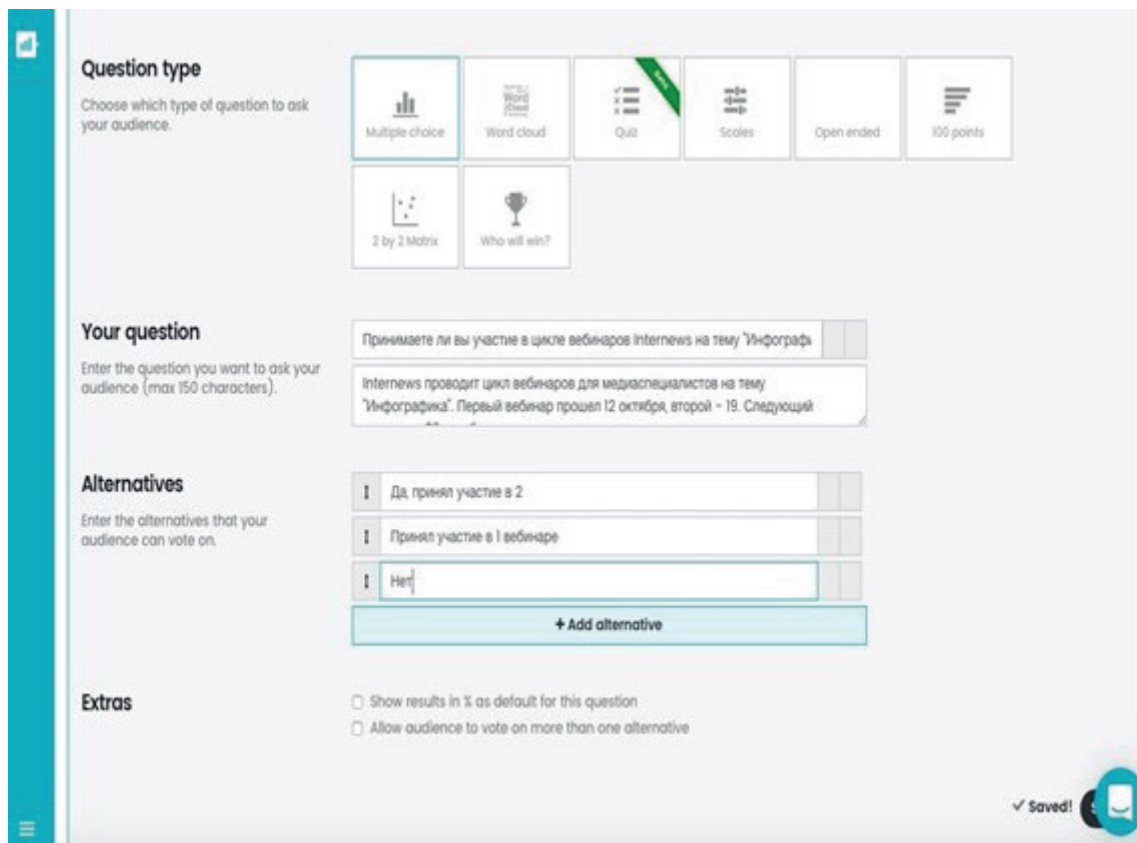 Question type
Choose which type of question to ask
your audience.
Multiple choice
Word cloud
Quiz
Scales
Open ended
100 points
2 by 2 Matrix
Who will win?
Your question
Enter the question you want to ask your
audience (max 150 characters).
Принимаете ли вы участие в цикле вебинаров Internews на тему "Инфографь
Internews проводит цикл вебинаров для медиаспециалистов на тему
"Инфографика". Первый вебинар прошел 12 октября, второй - 19. Следующий
Alternatives
Enter the alternatives that your
audience can vote on.
Да, принял участие в 2
Принял участие в 1 вебинаре
Нет
+ Add alternative
Extras
Show results in % as default for this question
Allow audience to vote on more than one alternative
Saved!